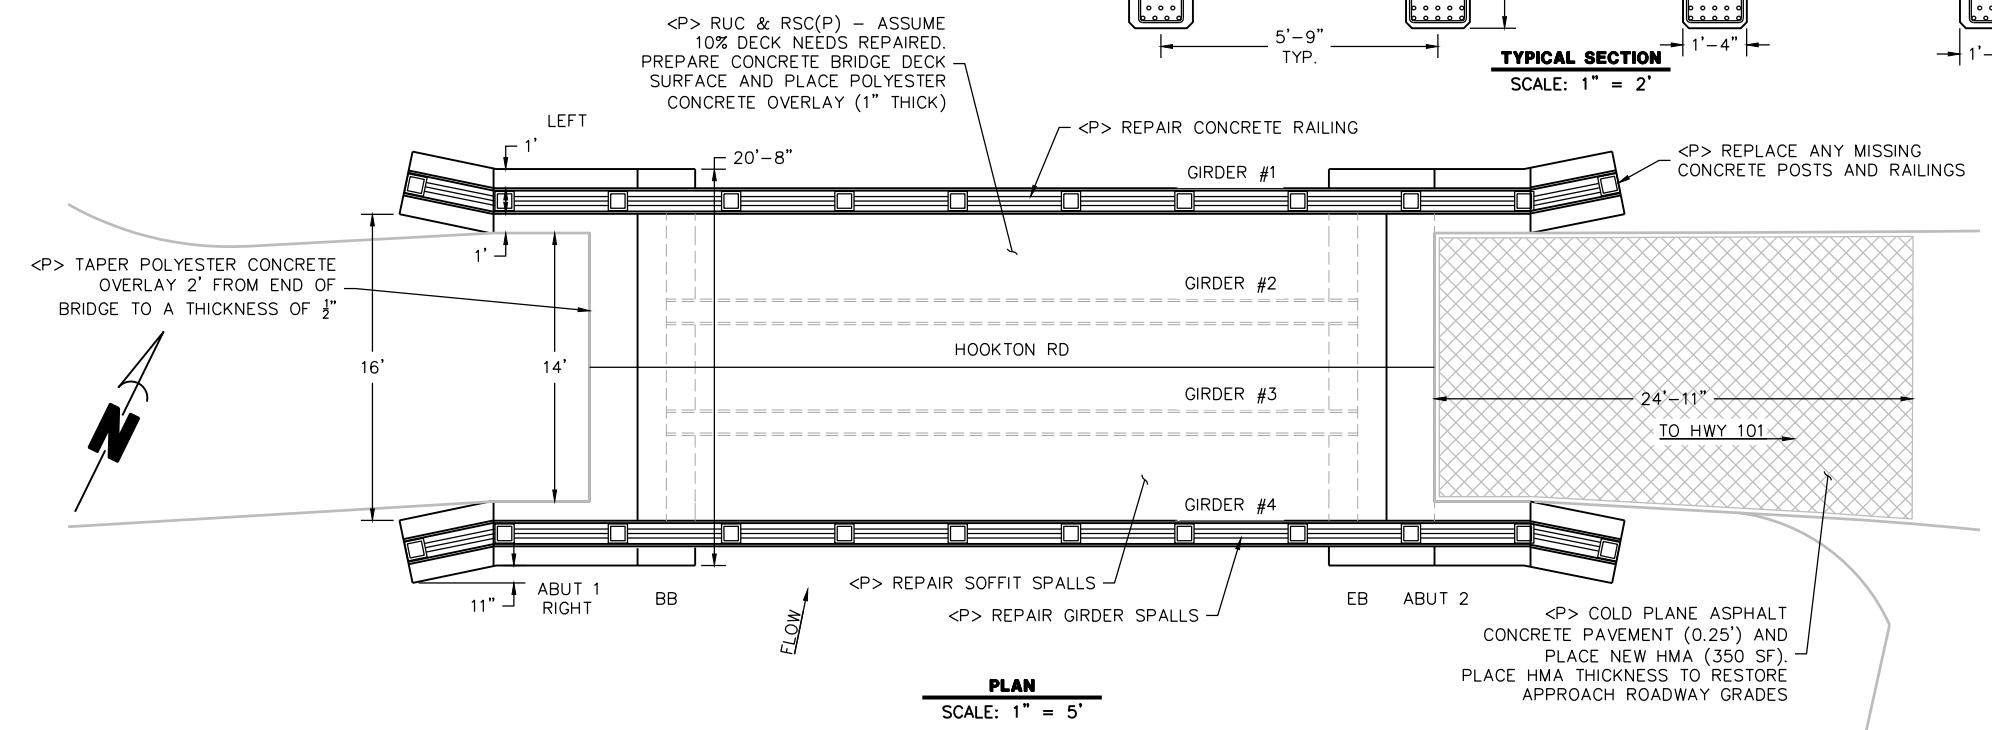 <P> RUC & RSC(P) – ASSUME
10% DECK NEEDS REPAIRED.
PREPARE CONCRETE BRIDGE DECK
SURFACE AND PLACE POLYESTER
CONCRETE OVERLAY (1" THICK)
5'-9"
TYP.
TYPICAL SECTION
SCALE: 1" = 2'
1'-4"
1'-
LEFT
1'
20'-8"
<P> REPAIR CONCRETE RAILING
GIRDER #1
<P> REPLACE ANY MISSING
CONCRETE POSTS AND RAILINGS
1'
<P> TAPER POLYESTER CONCRETE
OVERLAY 2' FROM END OF
BRIDGE TO A THICKNESS OF ½"
16'
14'
N
GIRDER #2
HOOKTON RD
GIRDER #3
24'-11"
TO HWY 101
GIRDER #4
11"
ABUT 1
RIGHT
BB
FLOW
<P> REPAIR SOFFIT SPALLS
<P> REPAIR GIRDER SPALLS
EB
ABUT 2
<P> COLD PLANE ASPHALT
CONCRETE PAVEMENT (0.25') AND
PLACE NEW HMA (350 SF).
PLACE HMA THICKNESS TO RESTORE
APPROACH ROADWAY GRADES
PLAN
SCALE: 1" = 5'